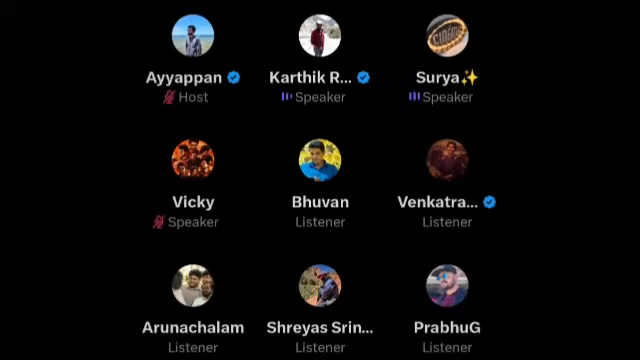 CINEMA
Ayyappan Karthik R... Surya✨
Host Speaker Speaker
Vicky Bhuvan Venkatra...
Speaker Listener Listener
Arunachalam Shreyas Srin... PrabhuG
Listener Listener Listener